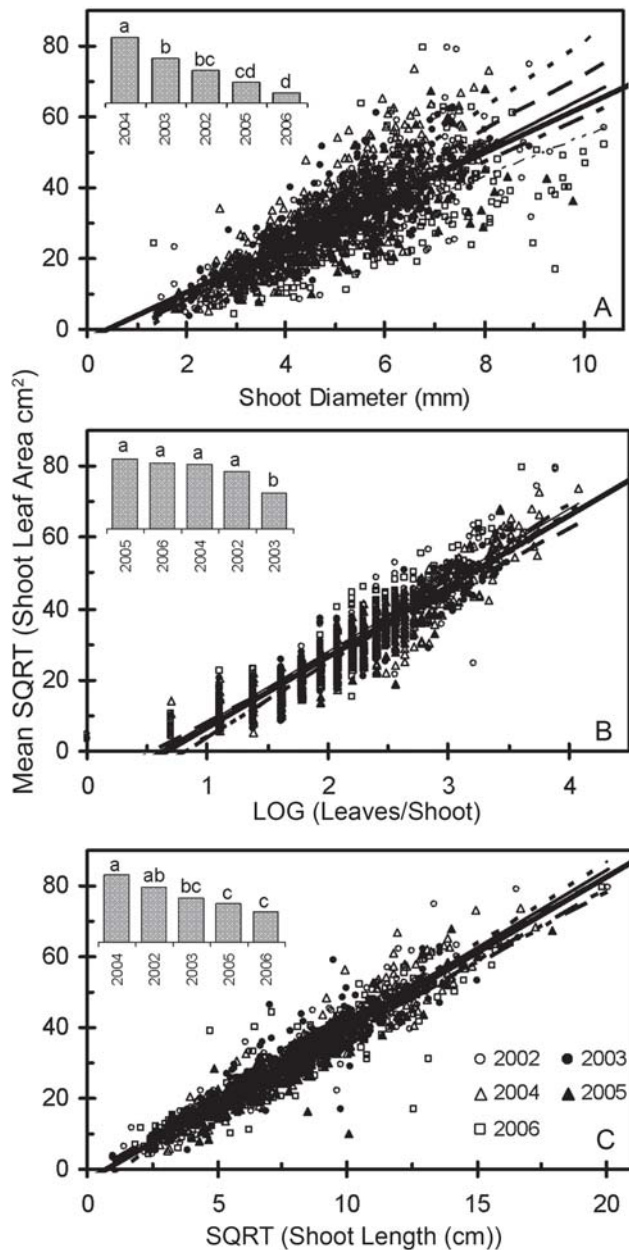 a
b
bc
cd
d
2004
2003
2002
2005
2006
80
60
40
20
0
0
2
4
6
8
10
A
Shoot Diameter (mm)
Mean SQRT (Shoot Leaf Area cm²)
a
a
a
a
b
2005
2006
2004
2002
2003
80
60
40
20
0
0
1
2
3
4
B
LOG (Leaves/Shoot)
a
ab
bc
c
c
2004
2002
2003
2005
2006
80
60
40
20
0
○ 2002 ● 2003
△ 2004 ▲ 2005
□ 2006
C
0
5
10
15
20
SQRT (Shoot Length (cm))